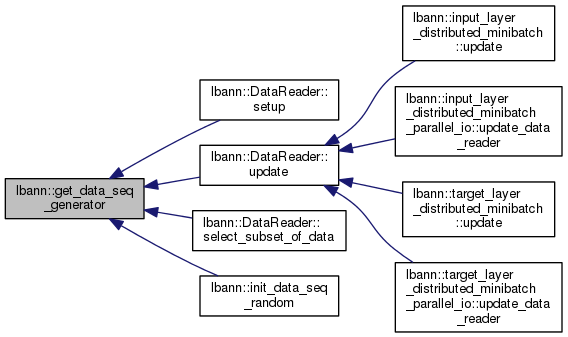 lbann::get_data_seq
_generator
lbann::DataReader::
setup
lbann::DataReader::
update
lbann::DataReader::
select_subset_of_data
lbann::init_data_seq
_random
lbann::input_layer
_distributed_minibatch
::update
lbann::input_layer
_distributed_minibatch
_parallel_io::update_data
_reader
lbann::target_layer
_distributed_minibatch
::update
lbann::target_layer
_distributed_minibatch
_parallel_io::update_data
_reader